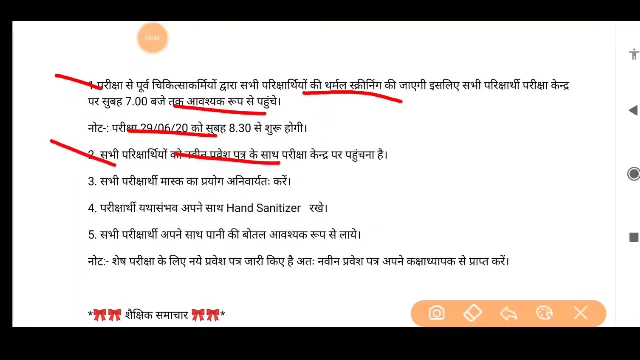 1 परीक्षा से पूर्व चिकित्साकर्मियों द्वारा सभी परिक्षार्थियों की थर्मल स्क्रीनिंग की जाएगी इसलिए सभी परिक्षार्थी परीक्षा केन्द्र
पर सुबह 7.00 बजे तक आवश्यक रूप से पहुंचे।
नोट-: परीक्षा 29/06/20 को सुबह 8.30 से शुरू होगी।
2. सभी परिक्षार्थियों को नवीन प्रवेश पत्र के साथ परीक्षा केन्द्र पर पहुंचना है।
3. सभी परीक्षार्थी मास्क का प्रयोग अनिवार्यतः करें।
4. परीक्षार्थी यथासंभव अपने साथ Hand Sanitizer रखे।
5. सभी परीक्षार्थी अपने साथ पानी की बोतल आवश्यक रूप से लाये।
नोट:- शेष परीक्षा के लिए नये प्रवेश पत्र जारी किए है अतः नवीन प्रवेश पत्र अपने कक्षाध्यापक से प्राप्त करें।
*🎀🎀 शैक्षिक समाचार 🎀🎀*